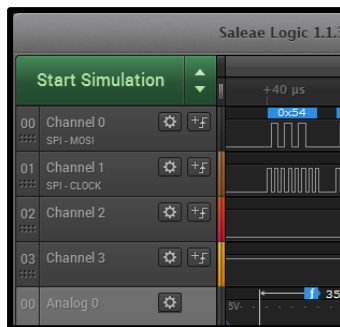 Saleae Logic 1.1.3
Start Simulation
+40 µs
00 Channel 0
SPI - MOSI
0x54
01 Channel 1
SPI - CLOCK
02 Channel 2
03 Channel 3
00 Analog 0
f 35
5V